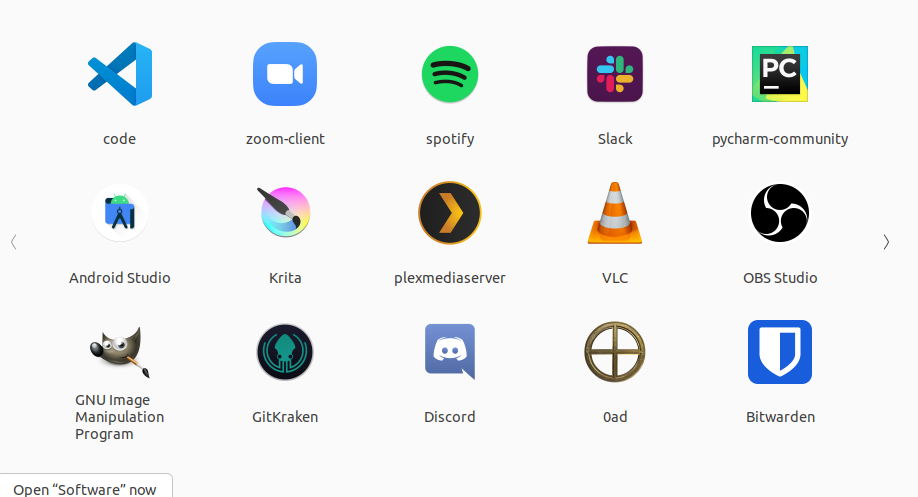 code
zoom-client
spotify
Slack
PC
pycharm-community
Android Studio
Krita
plexmediaserver
VLC
OBS Studio
GNU Image
Manipulation
Program
GitKraken
Discord
0ad
Bitwarden
Open “Software” now